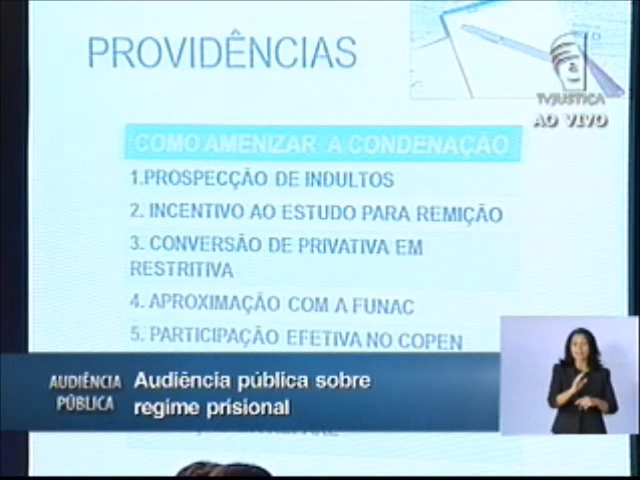 PROVIDÊNCIAS
TVJUSTIÇA
AO VIVO
COMO AMENIZAR A CONDENAÇÃO
1.PROSPECÇÃO DE INDULTOS
2. INCENTIVO AO ESTUDO PARA REMIÇÃO
3. CONVERSÃO DE PRIVATIVA EM
RESTRITIVA
4. APROXIMAÇÃO COM A FUNAC
5. PARTICIPAÇÃO EFETIVA NO COPEN
AUDIÊNCIA
PÚBLICA
Audiência pública sobre
regime prisional